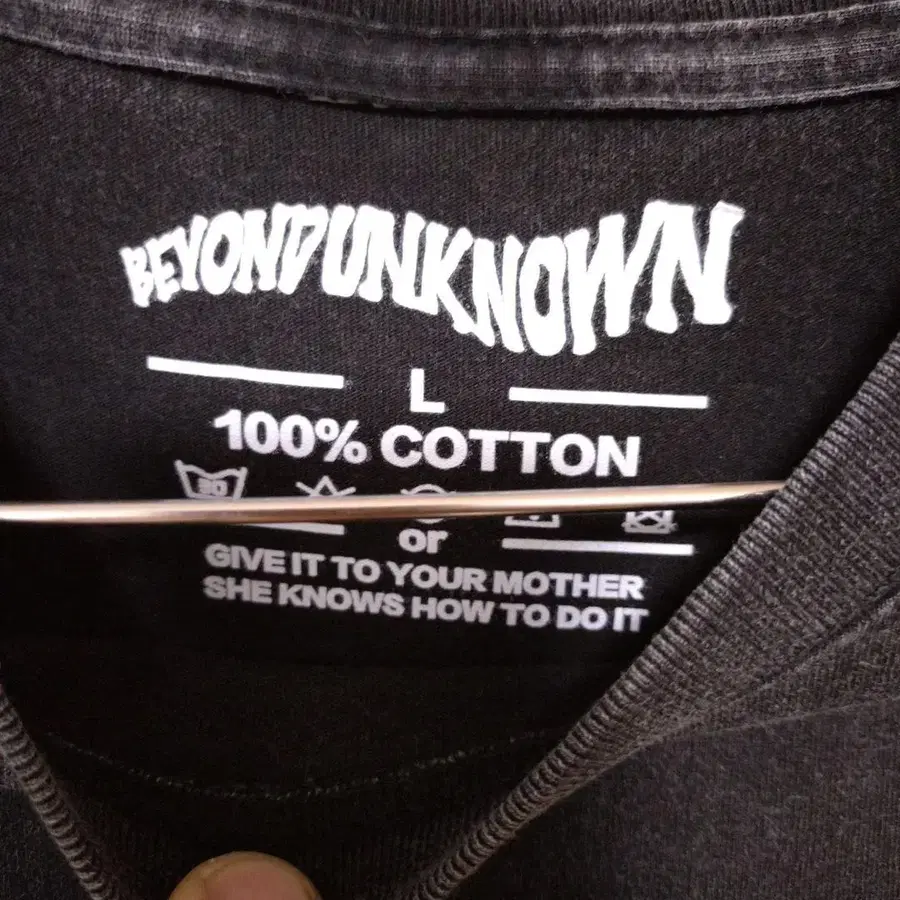 BEYONDUNKNOWN
L
100% COTTON
30
or
GIVE IT TO YOUR MOTHER
SHE KNOWS HOW TO DO IT